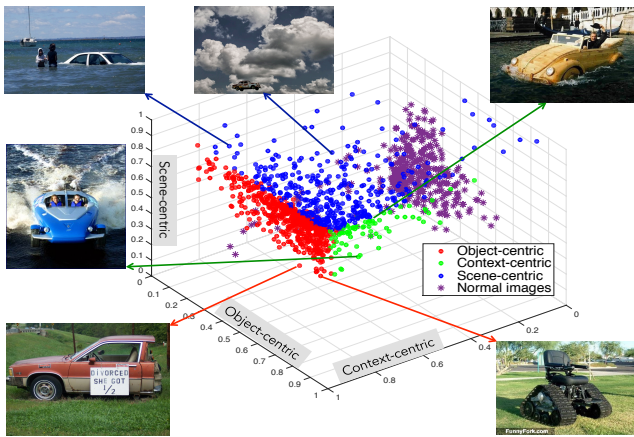 1
0.9
0.8
0.7
0.6
0.5
0.4
0.3
0.2
0.1
0
Scene-centric
0
0.1
0.2
0.3
0.4
0.5
0.6
0.7
0.8
0.9
1
Object-centric
1
0.8
0.6
0.4
0.2
0
Context-centric
Object-centric
Context-centric
Scene-centric
Normal images
DIVORCED
SHE GOT
1/2
FunnyFork.com